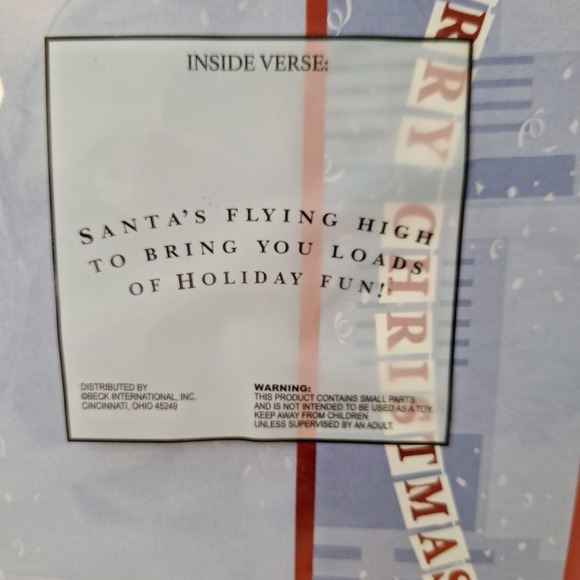 INSIDE VERSE:
SANTA'S FLYING HIGH
TO BRING YOU LOADS
OF HOLIDAY FUN!
DISTRIBUTED BY
©BECK INTERNATIONAL, INC.
CINCINNATI, OHIO 45249
WARNING:
THIS PRODUCT CONTAINS SMALL PARTS
AND IS NOT INTENDED TO BE USED AS A TOY.
KEEP AWAY FROM CHILDREN
UNLESS SUPERVISED BY AN ADULT.
RRY CHRISTMAS